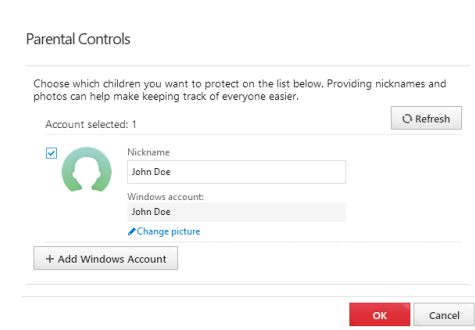 Parental Controls
Choose which children you want to protect on the list below. Providing nicknames and
photos can help make keeping track of everyone easier.
Refresh
Account selected: 1
Nickname
John Doe
Windows account:
John Doe
Change picture
+ Add Windows Account
OK
Cancel